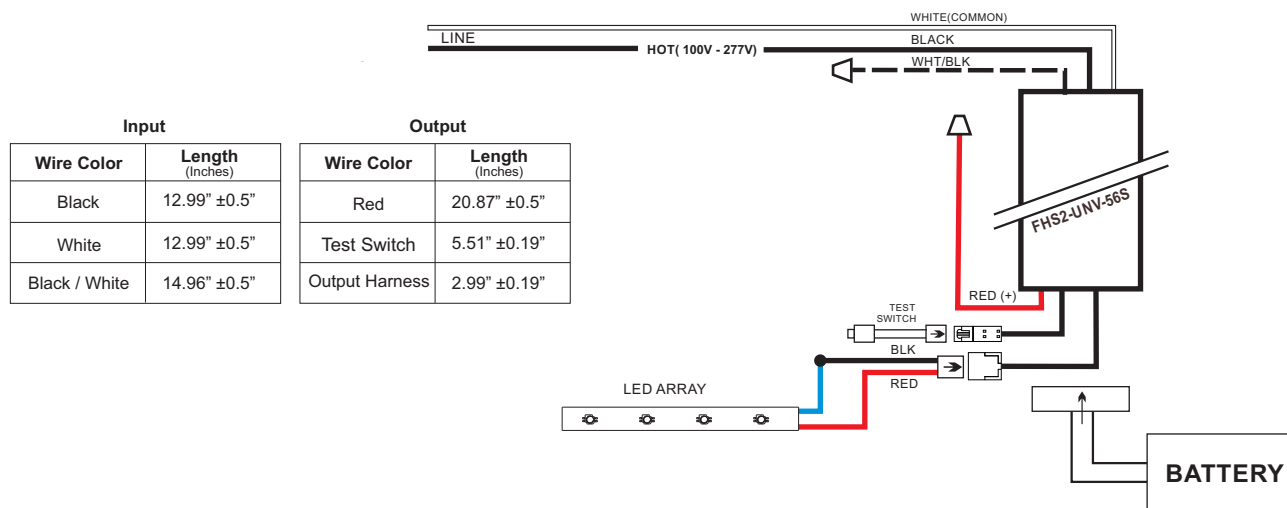 WHITE(COMMON)
LINE
HOT( 100V - 277V)
BLACK
WHT/BLK
Input
Wire Color Length (Inches)
Black 12.99” ±0.5”
White 12.99” ±0.5”
Black / White 14.96” ±0.5”
Output
Wire Color Length (Inches)
Red 20.87” ±0.5”
Test Switch 5.51” ±0.19”
Output Harness 2.99” ±0.19”
FHS2-UNV-56S
RED (+)
TEST
SWITCH
BLK
RED
LED ARRAY
BATTERY